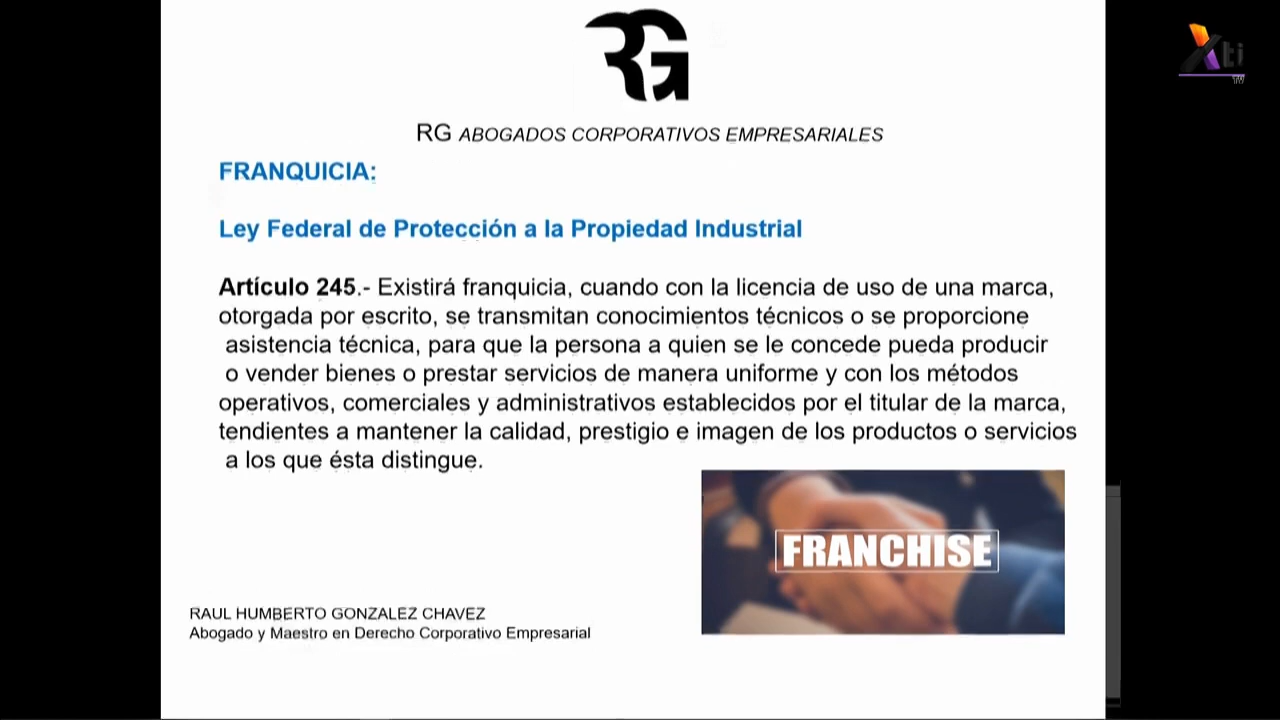 RG
Xti
TV
RG ABOGADOS CORPORATIVOS EMPRESARIALES
FRANQUICIA:
Ley Federal de Protección a la Propiedad Industrial
Artículo 245.- Existirá franquicia, cuando con la licencia de uso de una marca,
otorgada por escrito, se transmitan conocimientos técnicos o se proporcione
asistencia técnica, para que la persona a quien se le concede pueda producir
o vender bienes o prestar servicios de manera uniforme y con los métodos
operativos, comerciales y administrativos establecidos por el titular de la marca,
tendientes a mantener la calidad, prestigio e imagen de los productos o servicios
a los que ésta distingue.
FRANCHISE
RAUL HUMBERTO GONZALEZ CHAVEZ
Abogado y Maestro en Derecho Corporativo Empresarial